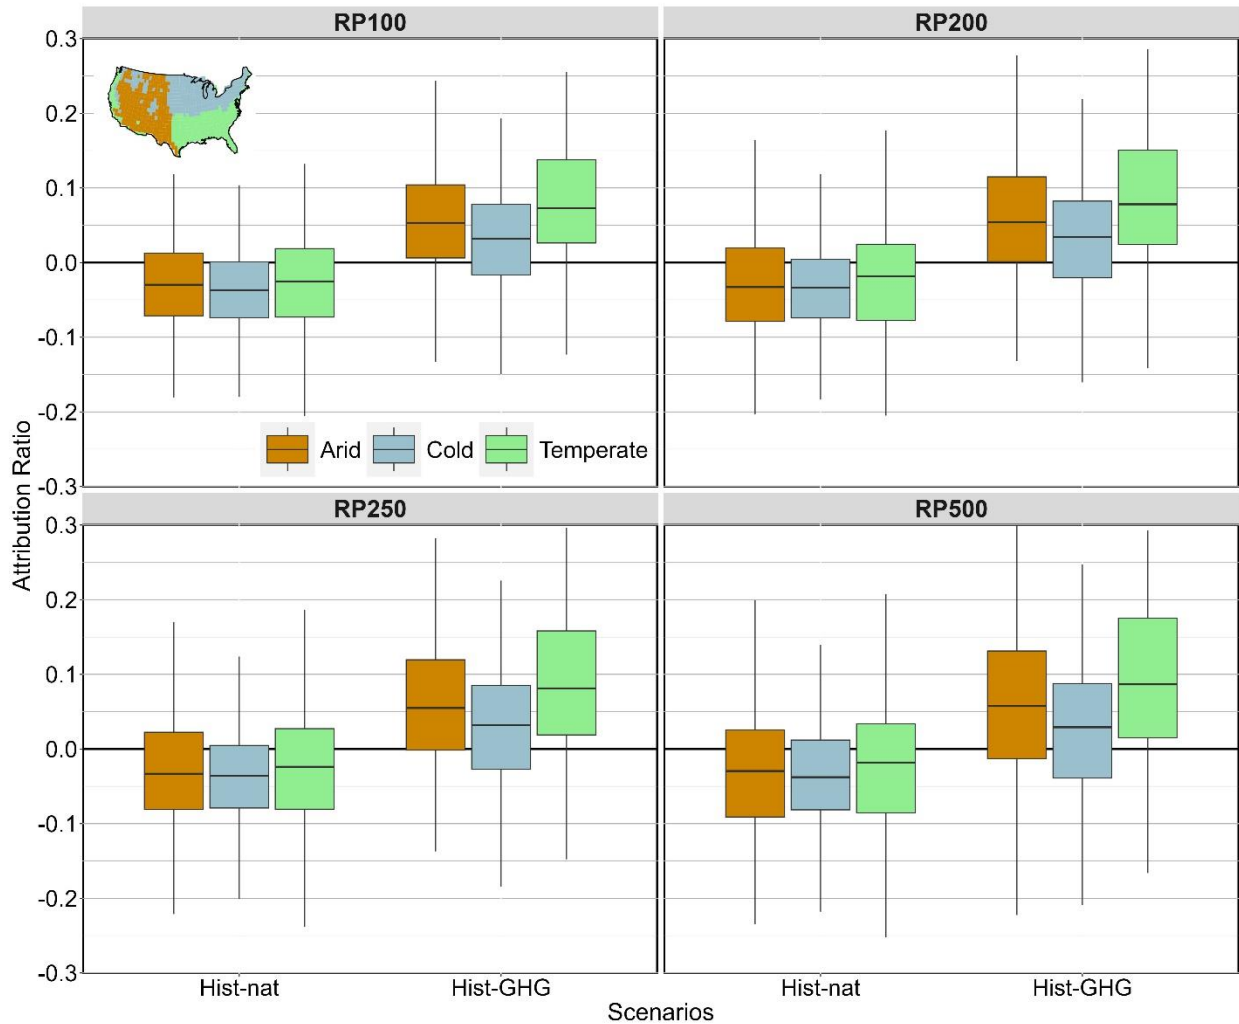 RP100
RP200
0.3
0.2
0.1
0.0
-0.1
-0.2
-0.3
Arid
Cold
Temperate
Attribution Ratio
RP250
RP500
0.3
0.2
0.1
0.0
-0.1
-0.2
-0.3
Hist-nat
Hist-GHG
Hist-nat
Hist-GHG
Scenarios